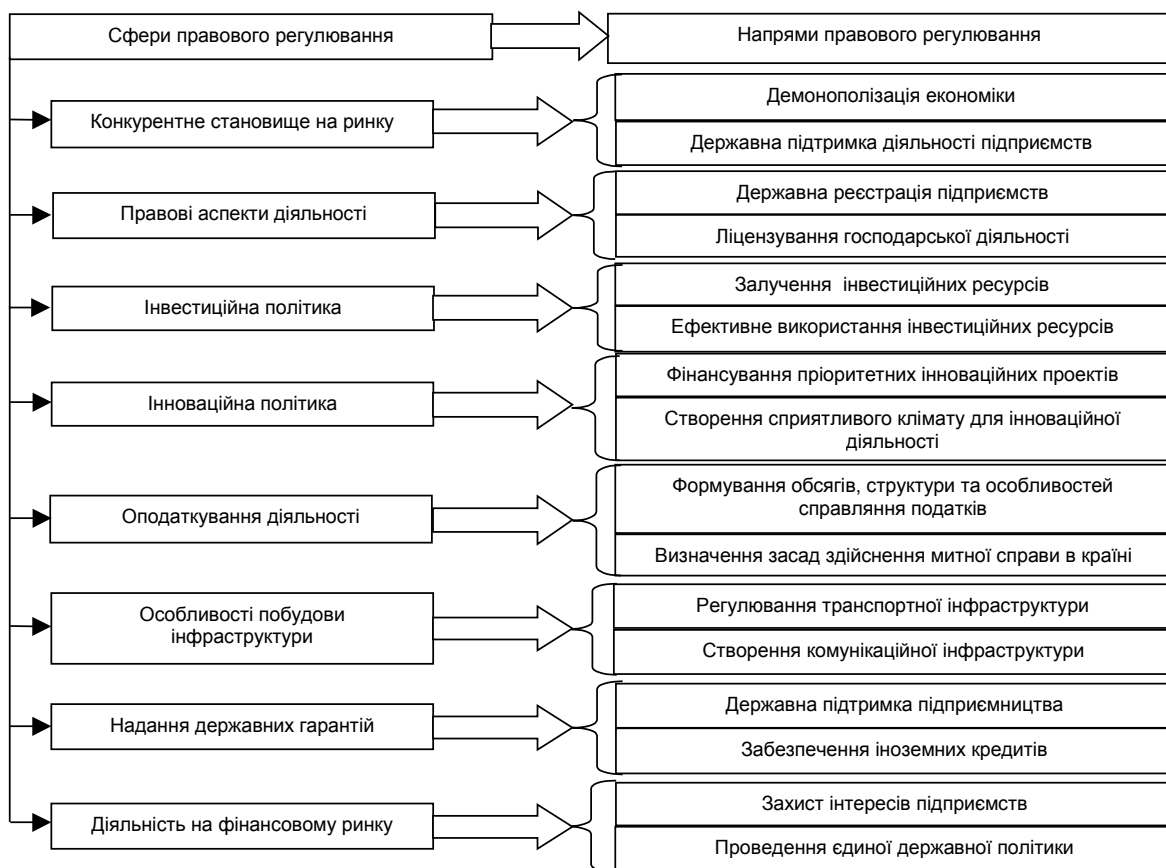 Сфери правового регулювання
Напрями правового регулювання
Конкурентне становище на ринку
Демонополізація економіки
Державна підтримка діяльності підприємств
Правові аспекти діяльності
Державна реєстрація підприємств
Ліцензування господарської діяльності
Інвестиційна політика
Залучення інвестиційних ресурсів
Ефективне використання інвестиційних ресурсів
Інноваційна політика
Фінансування пріоритетних інноваційних проектів
Створення сприятливого клімату для інноваційної
діяльності
Оподаткування діяльності
Формування обсягів, структури та особливостей
справляння податків
Визначення засад здійснення митної справи в країні
Особливості побудови
інфраструктури
Регулювання транспортної інфраструктури
Створення комунікаційної інфраструктури
Надання державних гарантій
Державна підтримка підприємництва
Забезпечення іноземних кредитів
Діяльність на фінансовому ринку
Захист інтересів підприємств
Проведення єдиної державної політики